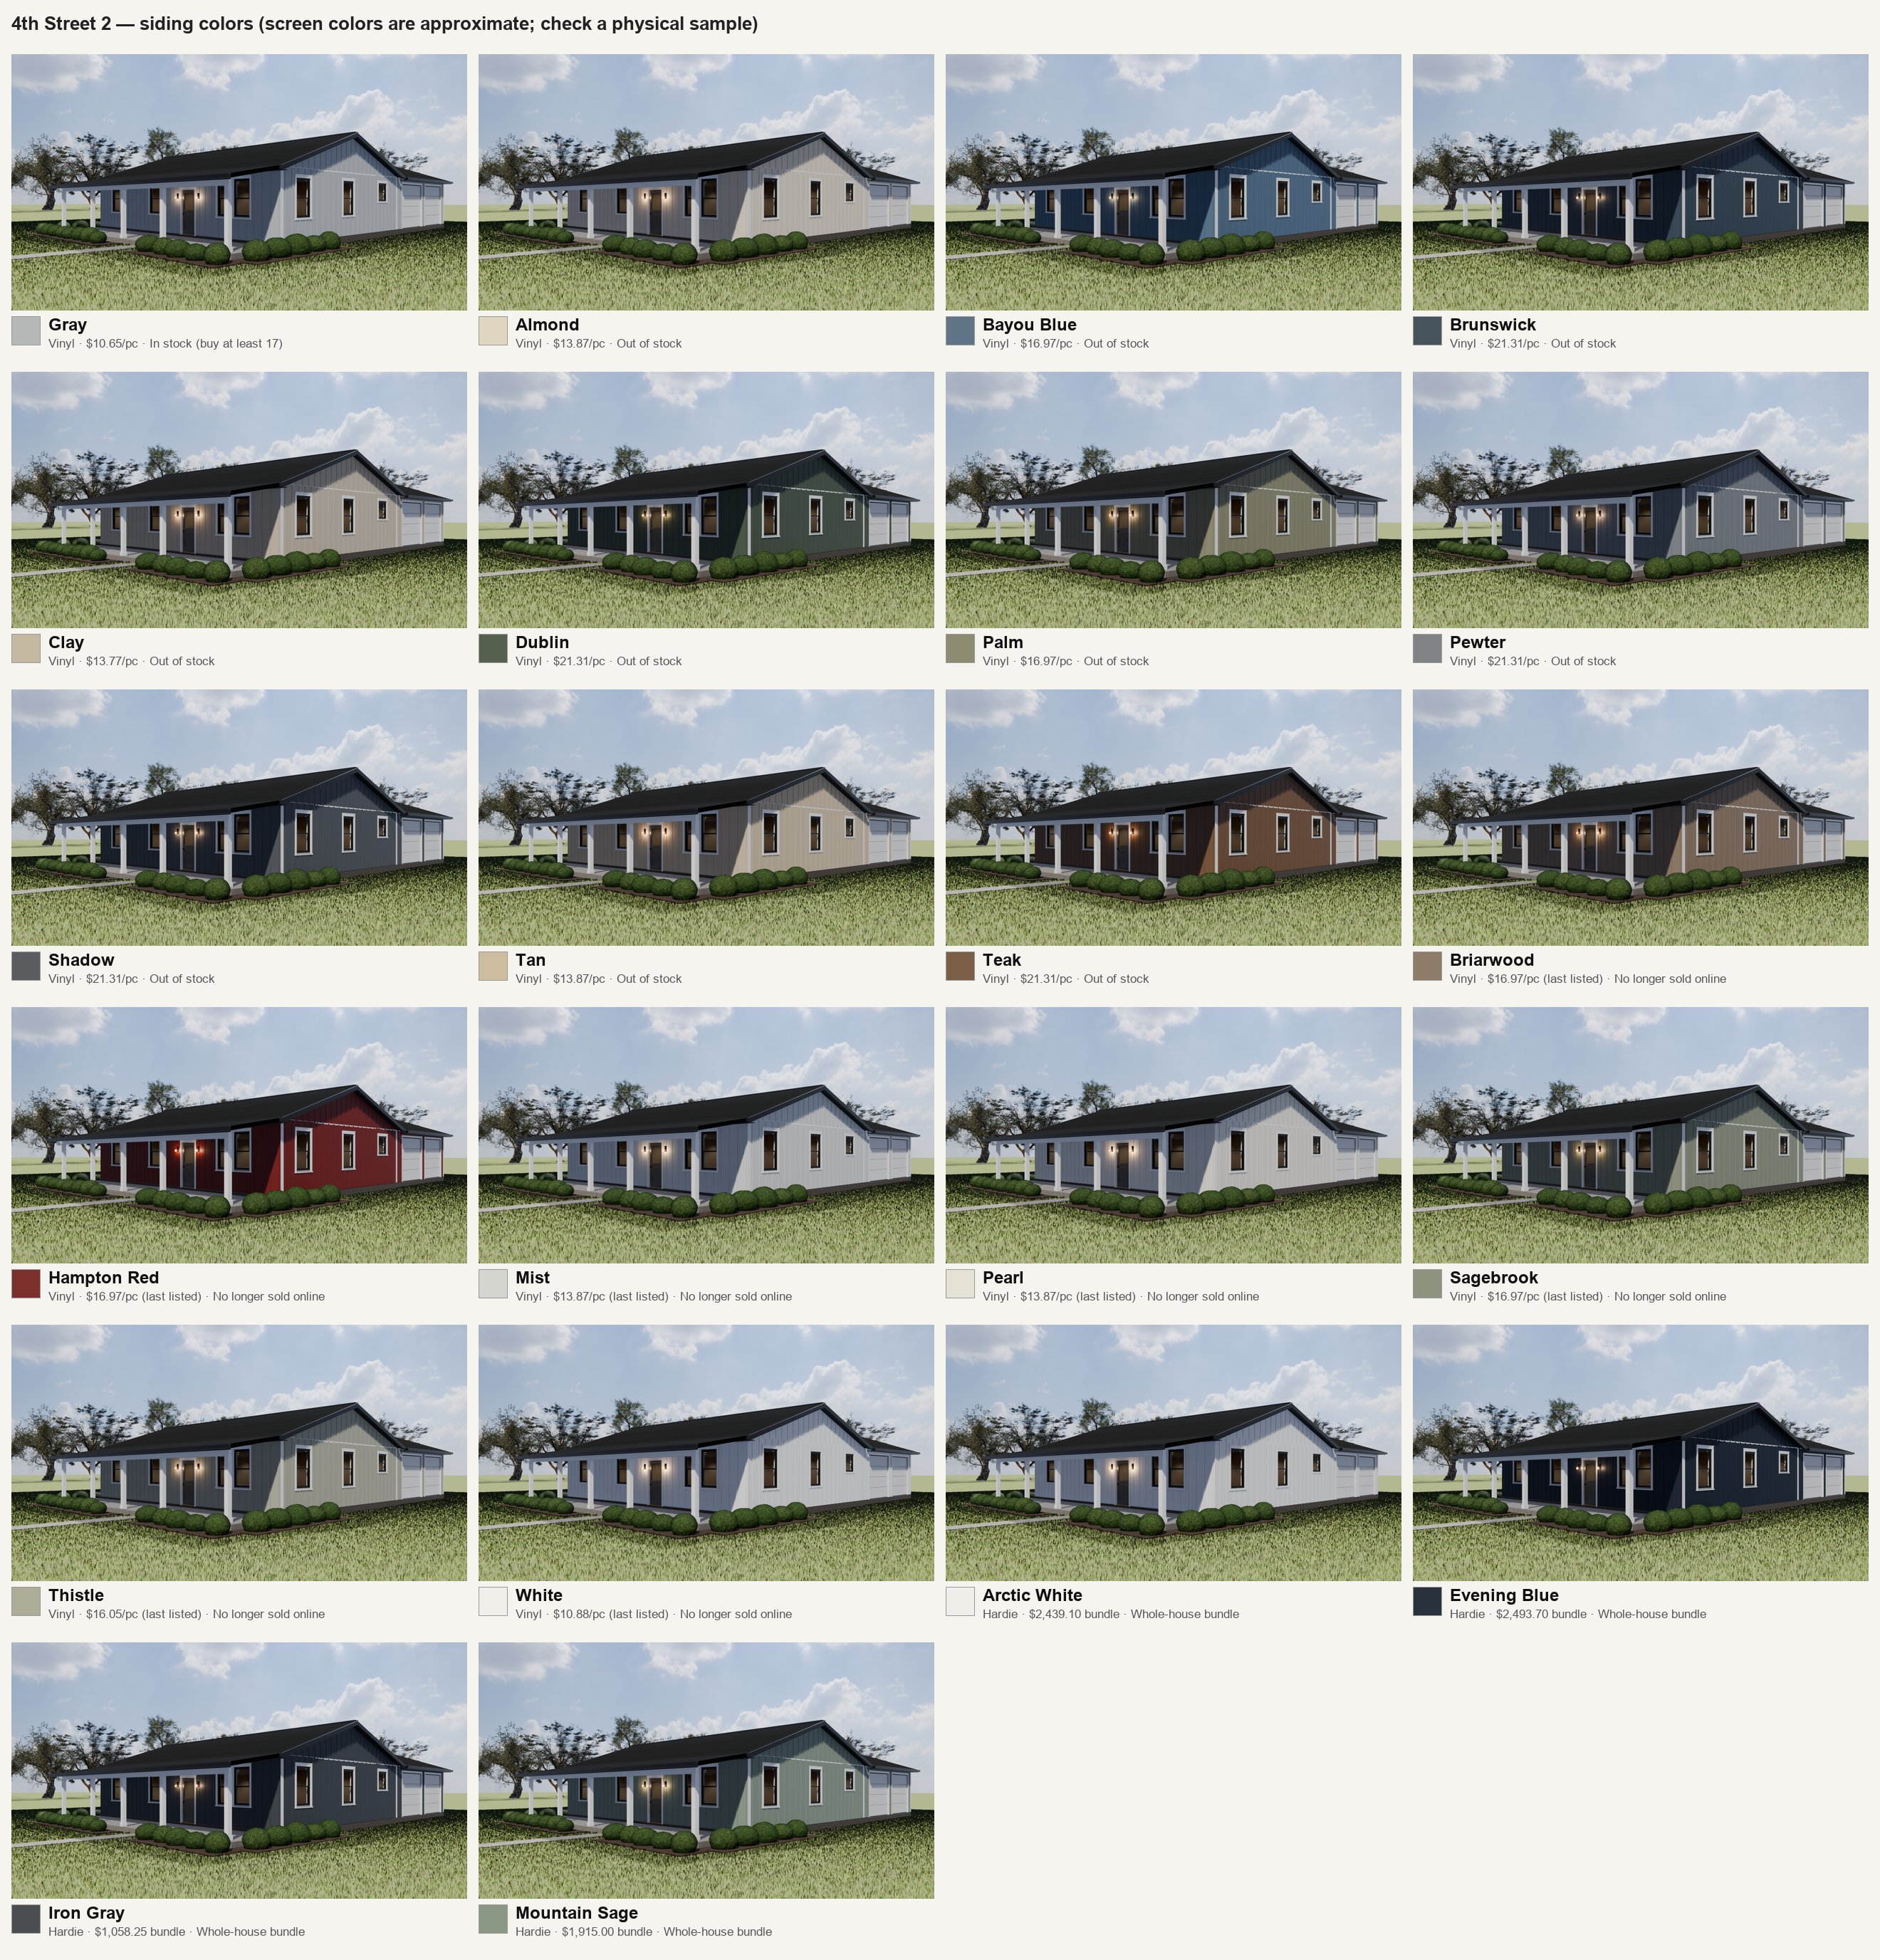 4th Street 2 — siding colors (screen colors are approximate; check a physical sample)
Gray
Vinyl · $10.65/pc · In stock (buy at least 17)
Almond
Vinyl · $13.87/pc · Out of stock
Bayou Blue
Vinyl · $16.97/pc · Out of stock
Brunswick
Vinyl · $21.31/pc · Out of stock
Clay
Vinyl · $13.77/pc · Out of stock
Dublin
Vinyl · $21.31/pc · Out of stock
Palm
Vinyl · $16.97/pc · Out of stock
Pewter
Vinyl · $21.31/pc · Out of stock
Shadow
Vinyl · $21.31/pc · Out of stock
Tan
Vinyl · $13.87/pc · Out of stock
Teak
Vinyl · $21.31/pc · Out of stock
Briarwood
Vinyl · $16.97/pc (last listed) · No longer sold online
Hampton Red
Vinyl · $16.97/pc (last listed) · No longer sold online
Mist
Vinyl · $13.87/pc (last listed) · No longer sold online
Pearl
Vinyl · $13.87/pc (last listed) · No longer sold online
Sagebrook
Vinyl · $16.97/pc (last listed) · No longer sold online
Thistle
Vinyl · $16.05/pc (last listed) · No longer sold online
White
Vinyl · $10.88/pc (last listed) · No longer sold online
Arctic White
Hardie · $2,439.10 bundle · Whole-house bundle
Evening Blue
Hardie · $2,493.70 bundle · Whole-house bundle
Iron Gray
Hardie · $1,058.25 bundle · Whole-house bundle
Mountain Sage
Hardie · $1,915.00 bundle · Whole-house bundle